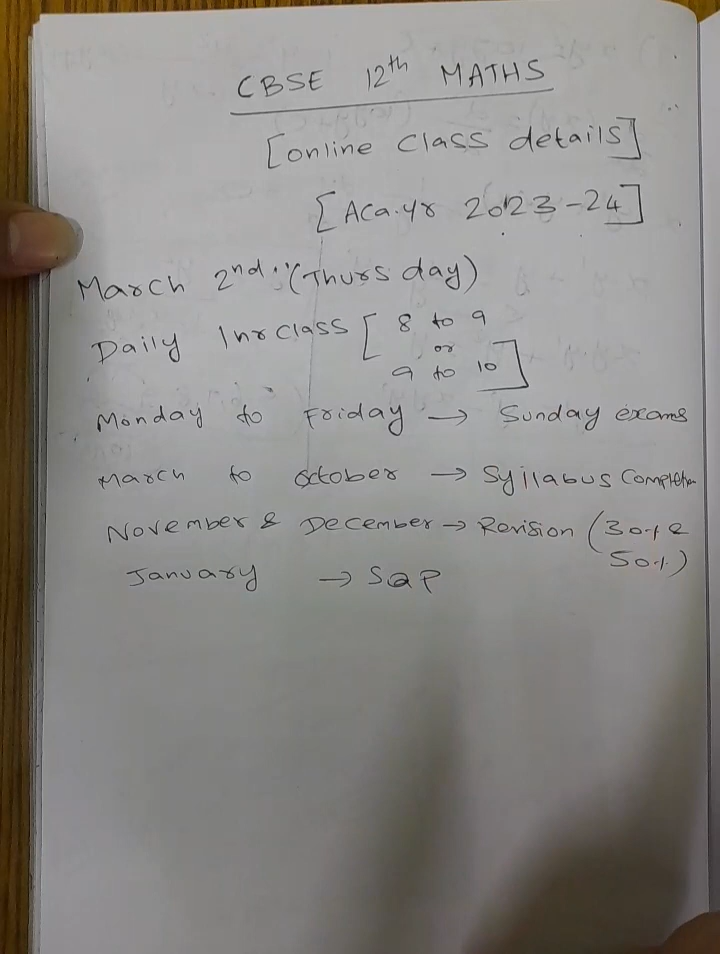 CBSE 12th MATHS
[online Class details]
[Aca.yr 2023-24]
March 2nd. (Thursday)
Daily 1hr class [8 to 9
or
9 to 10]
Monday to Friday → Sunday exams
March to october → Syllabus Completion
November & December → Revision (30% &
50%)
January → SQP